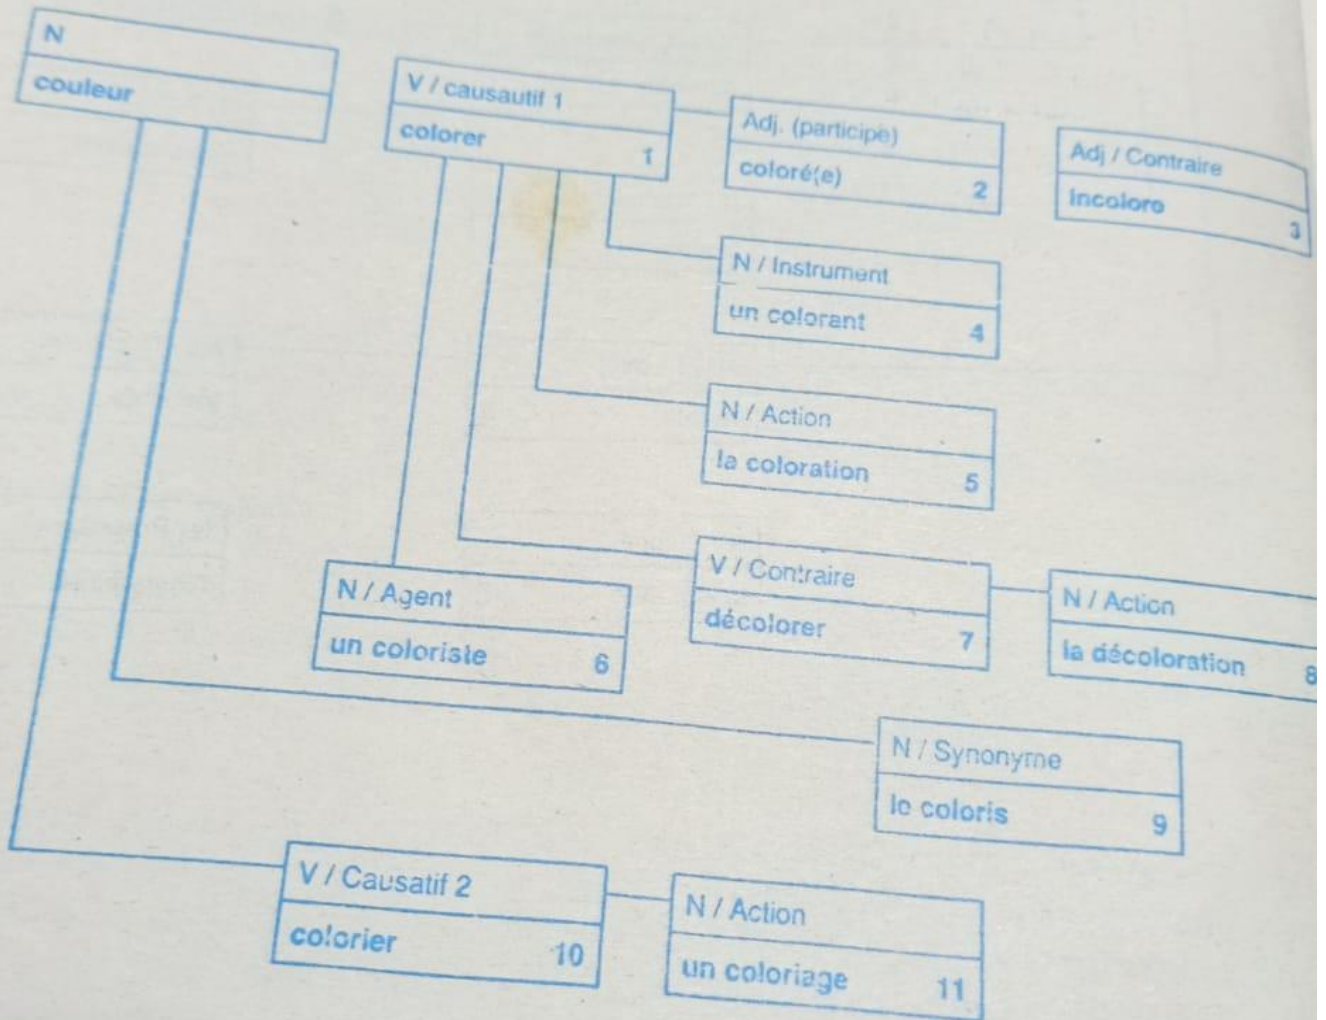 N
couleur
V / causautif 1
colorer 1
Adj. (participe)
coloré(e) 2
Adj / Contraire
Incolore 3
N / Instrument
un colorant 4
N / Action
la coloration 5
N / Agent
un coloriste 6
V / Contraire
décolorer 7
N / Action
la décoloration 8
N / Synonyme
le coloris 9
V / Causatif 2
colorier 10
N / Action
un coloriage 11